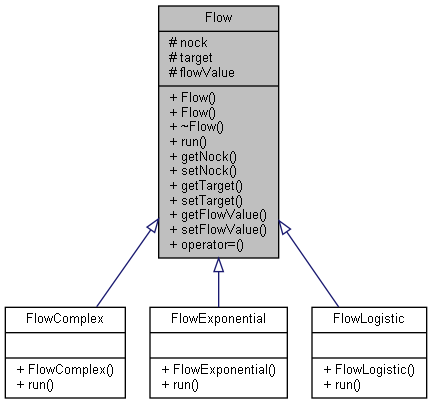 Flow
# nock
# target
# flowValue
+ Flow()
+ Flow()
+ ~Flow()
+ run()
+ getNock()
+ setNock()
+ getTarget()
+ setTarget()
+ getFlowValue()
+ setFlowValue()
+ operator=()
FlowComplex
+ FlowComplex()
+ run()
FlowExponential
+ FlowExponential()
+ run()
FlowLogistic
+ FlowLogistic()
+ run()